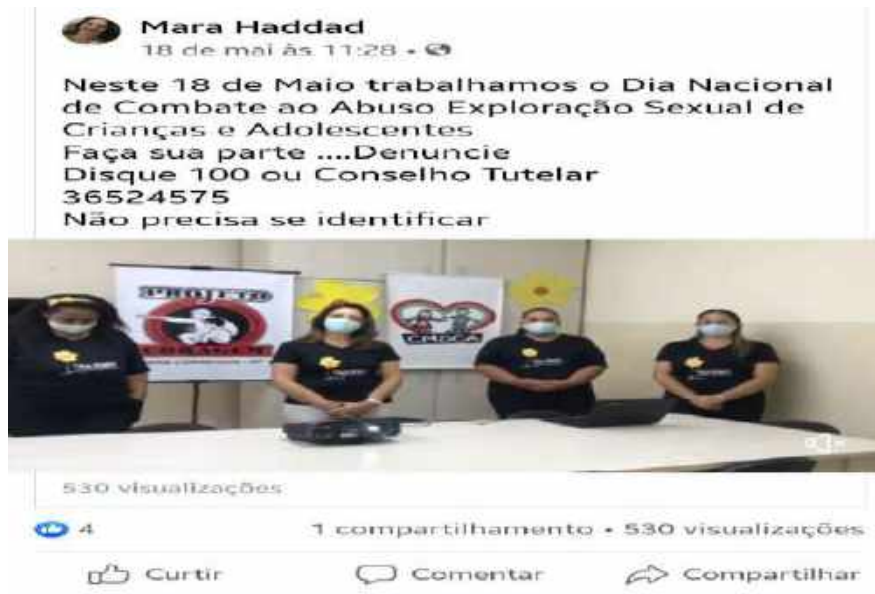 Mara Haddad
18 de mai às 11:28 •
Neste 18 de Maio trabalhamos o Dia Nacional
de Combate ao Abuso Exploração Sexual de
Crianças e Adolescentes
Faça sua parte ....Denuncie
Disque 100 ou Conselho Tutelar
36524575
Não precisa se identificar
PROJETO
CORAGEM
CMDCA
530 visualizações
4
1 compartilhamento • 530 visualizações
Curtir
Comentar
Compartilhar